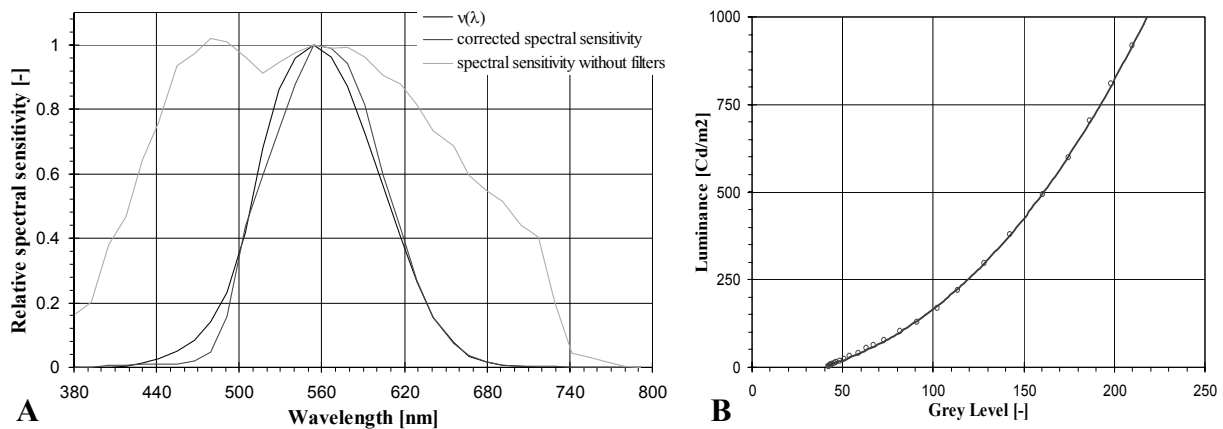 ν(λ)
corrected spectral sensitivity
spectral sensitivity without filters
Relative spectral sensitivity [-]
1
0.8
0.6
0.4
0.2
0
380 440 500 560 620 680 740 800
Wavelength [nm]
A
Luminance [Cd/m2]
1000
750
500
250
0
0 50 100 150 200 250
Grey Level [-]
B